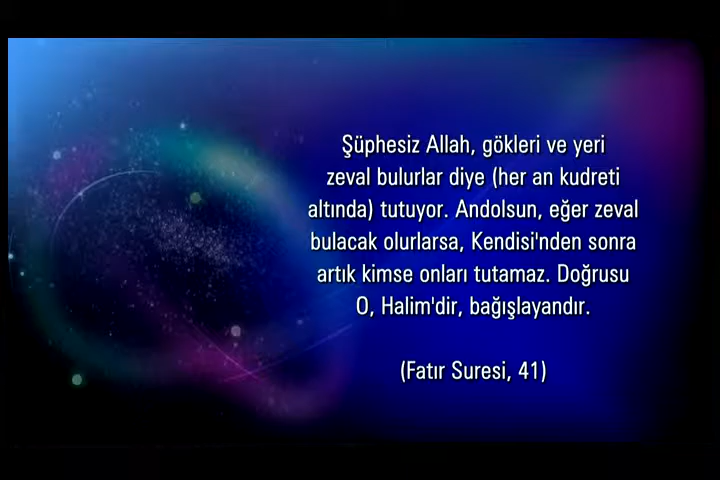 Şüphesiz Allah, gökleri ve yeri
zeval bulurlar diye (her an kudreti
altında) tutuyor. Andolsun, eğer zeval
bulacak olurlarsa, Kendisi'nden sonra
artık kimse onları tutamaz. Doğrusu
O, Halim'dir, bağışlayandır.
(Fatır Suresi, 41)